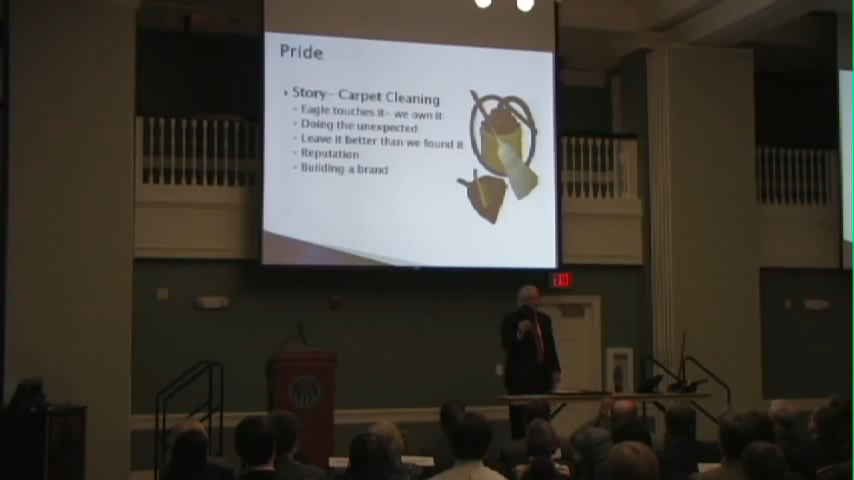 Pride
Story- Carpet Cleaning
- Eagle touches it- we own it
- Doing the unexpected
- Leave it better than we found it
- Reputation
- Building a brand
EXIT